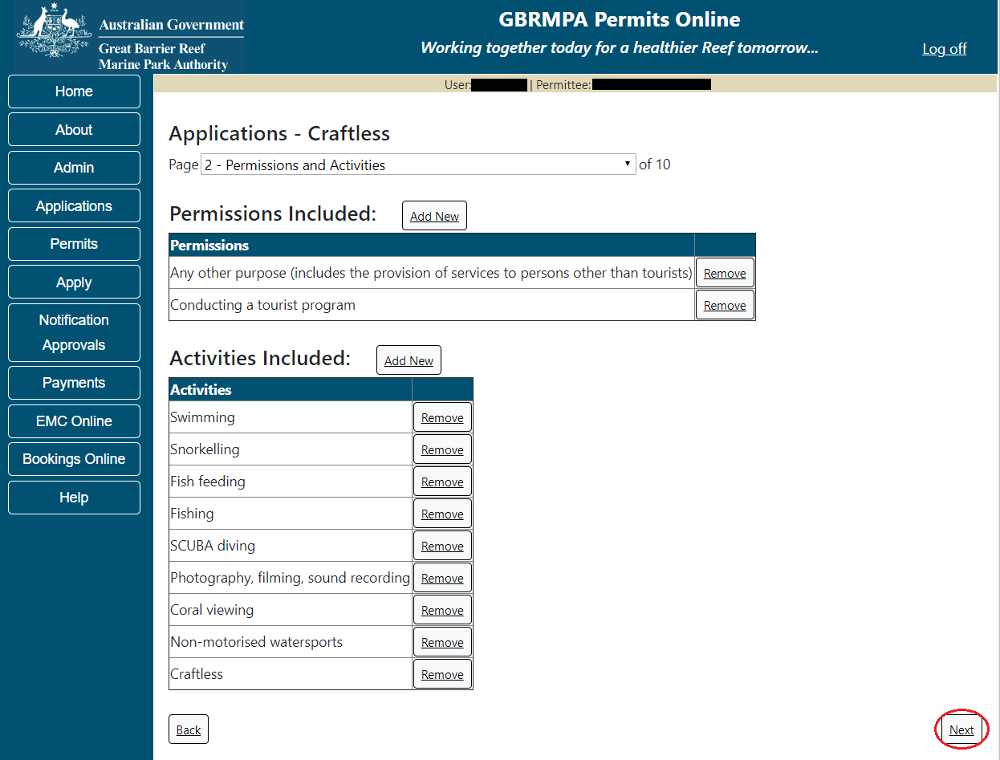 Australian Government
Great Barrier Reef
Marine Park Authority
GBRMPA Permits Online
Working together today for a healthier Reef tomorrow...
Log off
Home
About
Admin
Applications
Permits
Apply
Notification
Approvals
Payments
EMC Online
Bookings Online
Help
User: | Permittee:
Applications - Craftless
Page 2 - Permissions and Activities of 10
Permissions Included: Add New
Permissions
Any other purpose (includes the provision of services to persons other than tourists) Remove
Conducting a tourist program Remove
Activities Included: Add New
Activities
Swimming Remove
Snorkelling Remove
Fish feeding Remove
Fishing Remove
SCUBA diving Remove
Photography, filming, sound recording Remove
Coral viewing Remove
Non-motorised watersports Remove
Craftless Remove
Back Next